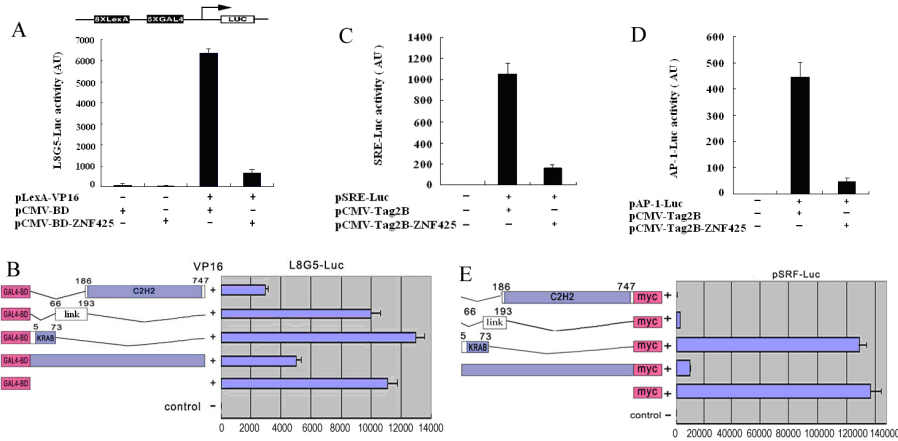 8XLexA 5XGAL4 LUC
A
L8G5-Luc activity (AU)
7000
6000
5000
4000
3000
2000
1000
0
pLexA-VP16 − − + +
pCMV-BD + − + −
pCMV-BD-ZNF425 − + − +
C
SRE-Luc activity ( AU )
1400
1200
1000
800
600
400
200
0
pSRE-Luc − + +
pCMV-Tag2B − + −
pCMV-Tag2B-ZNF425 − − +
D
AP-1-Luc activity ( AU )
600
500
400
300
200
100
0
pAP-1-Luc − + +
pCMV-Tag2B − + −
pCMV-Tag2B-ZNF425 − − +
B
VP16 L8G5-Luc
186 747
GAL4-BD C2H2 +
66 193
GAL4-BD link +
5 73
GAL4-BD KRAB +
GAL4-BD +
GAL4-BD +
control −
0 2000 4000 6000 8000 10000 12000 14000
E
pSRF-Luc
186 747
C2H2 myc +
66 193
link myc +
5 73
KRAB myc +
myc +
myc +
control −
0 20000 40000 60000 80000 100000 120000 140000